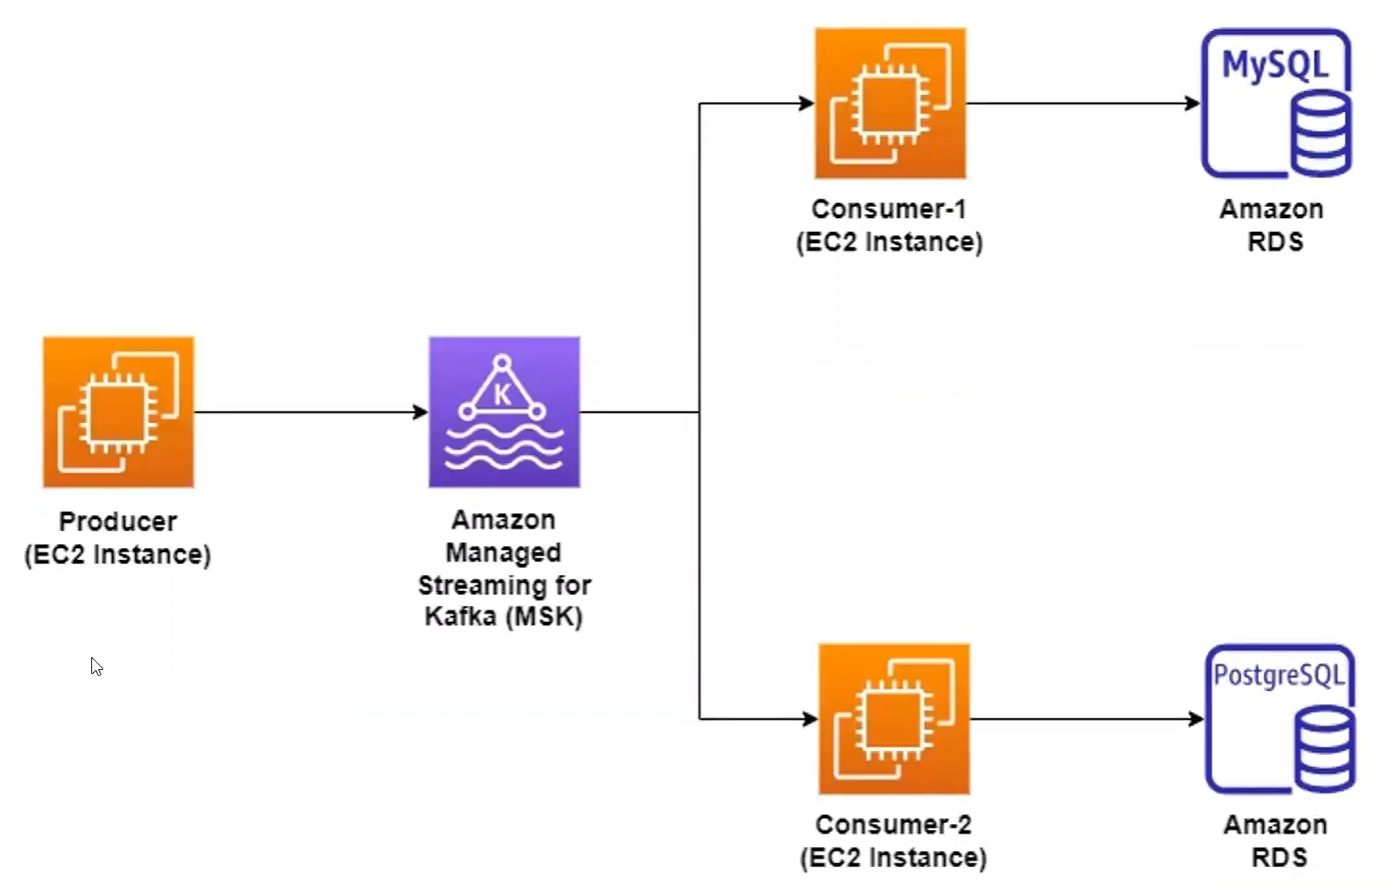 MySQL
Consumer-1
(EC2 Instance)
Amazon
RDS
K
Producer
(EC2 Instance)
Amazon
Managed
Streaming for
Kafka (MSK)
PostgreSQL
Consumer-2
(EC2 Instance)
Amazon
RDS